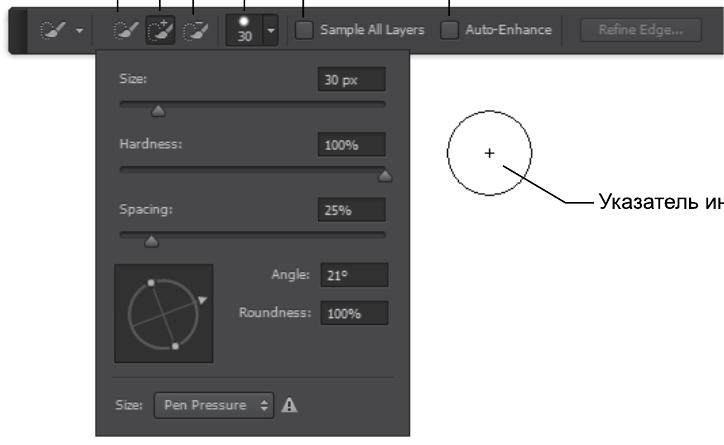 30 Sample All Layers Auto-Enhance Refine Edge...
Size: 30 px
Hardness: 100%
Указатель
Spacing: 25%
Angle: 21°
Roundness: 100%
Size: Pen Pressure